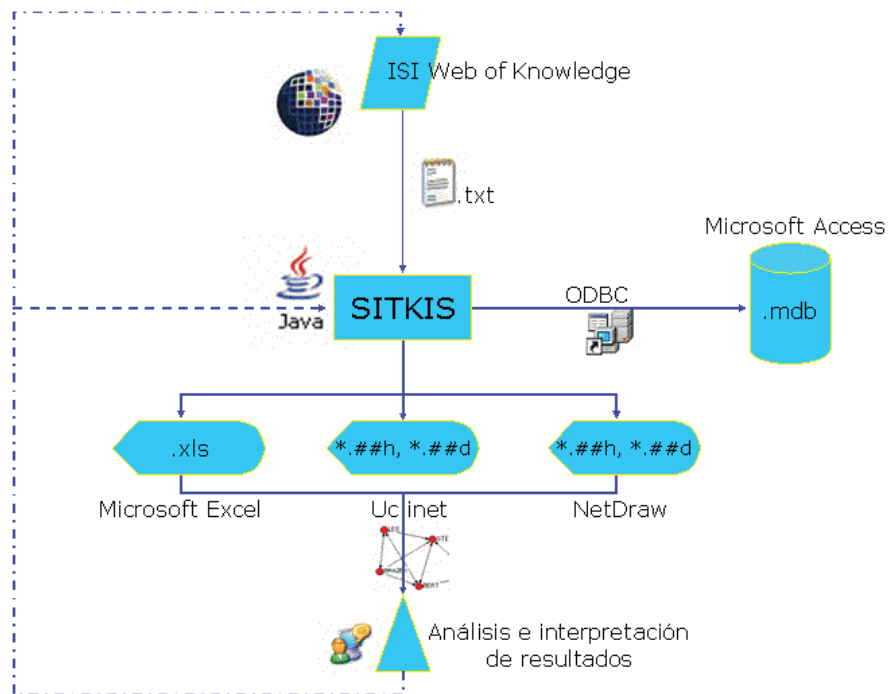 ISI Web of Knowledge
.txt
Microsoft Access
Java
SITKIS
ODBC
.mdb
.xls
*.##h, *.##d
*.##h, *.##d
Microsoft Excel
Ucinet
NetDraw
Análisis e interpretación
de resultados